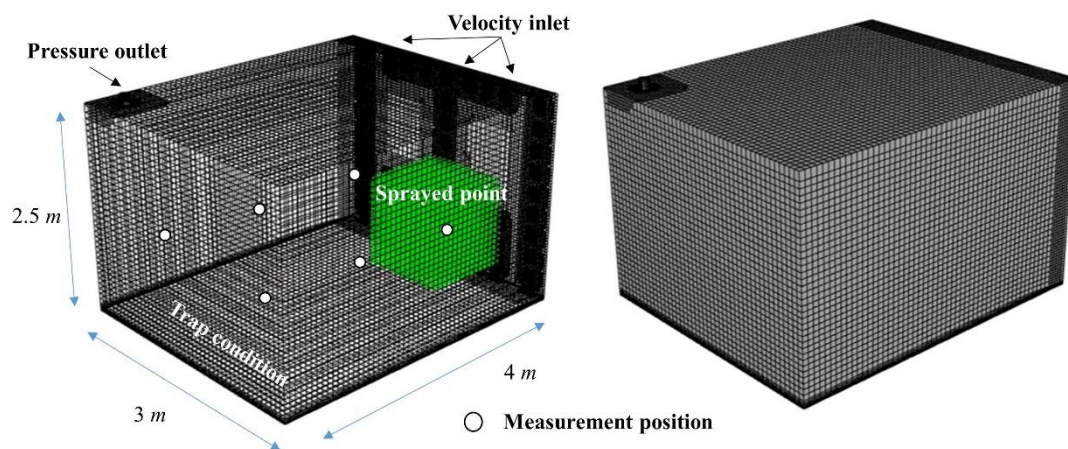 Velocity inlet
Pressure outlet
Sprayed point
2.5 m
Trap condition
4 m
3 m
Measurement position